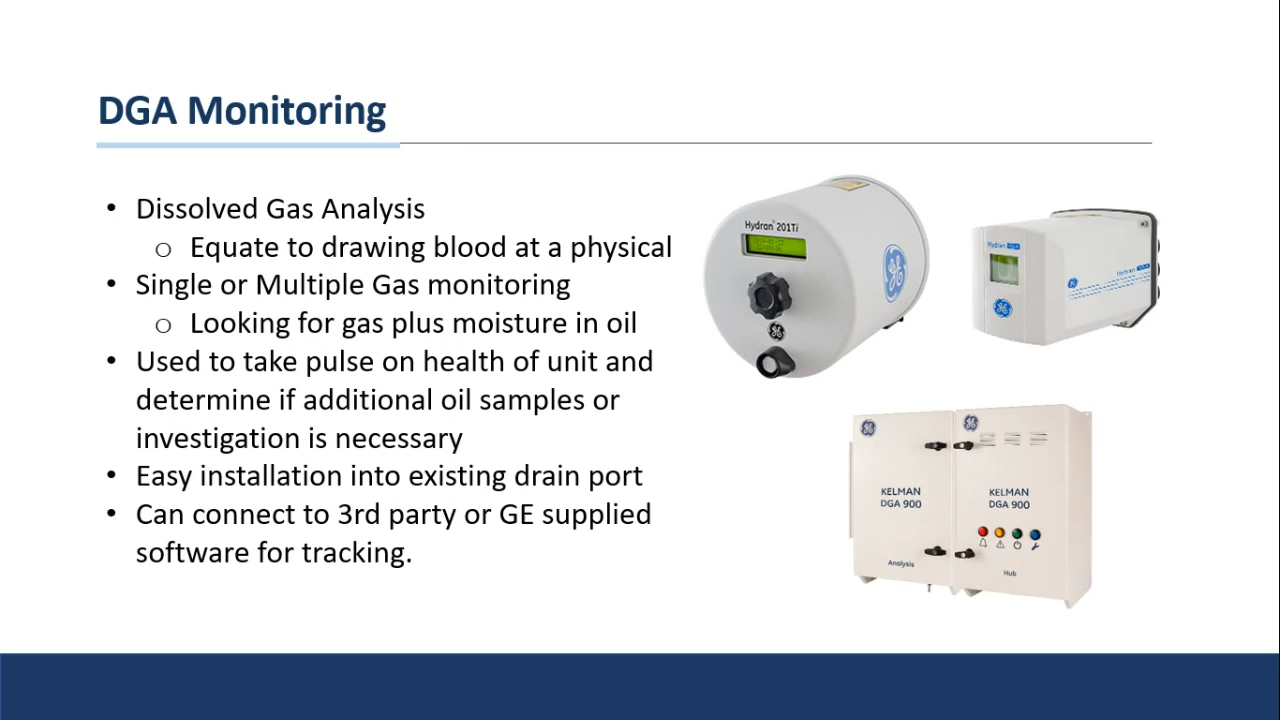 DGA Monitoring
• Dissolved Gas Analysis
o Equate to drawing blood at a physical
• Single or Multiple Gas monitoring
o Looking for gas plus moisture in oil
• Used to take pulse on health of unit and
determine if additional oil samples or
investigation is necessary
• Easy installation into existing drain port
• Can connect to 3rd party or GE supplied
software for tracking.
Hydran® 201Ti
GE
Hydran
Hydran
KELMAN
DGA 900
Analysis
KELMAN
DGA 900
Hub